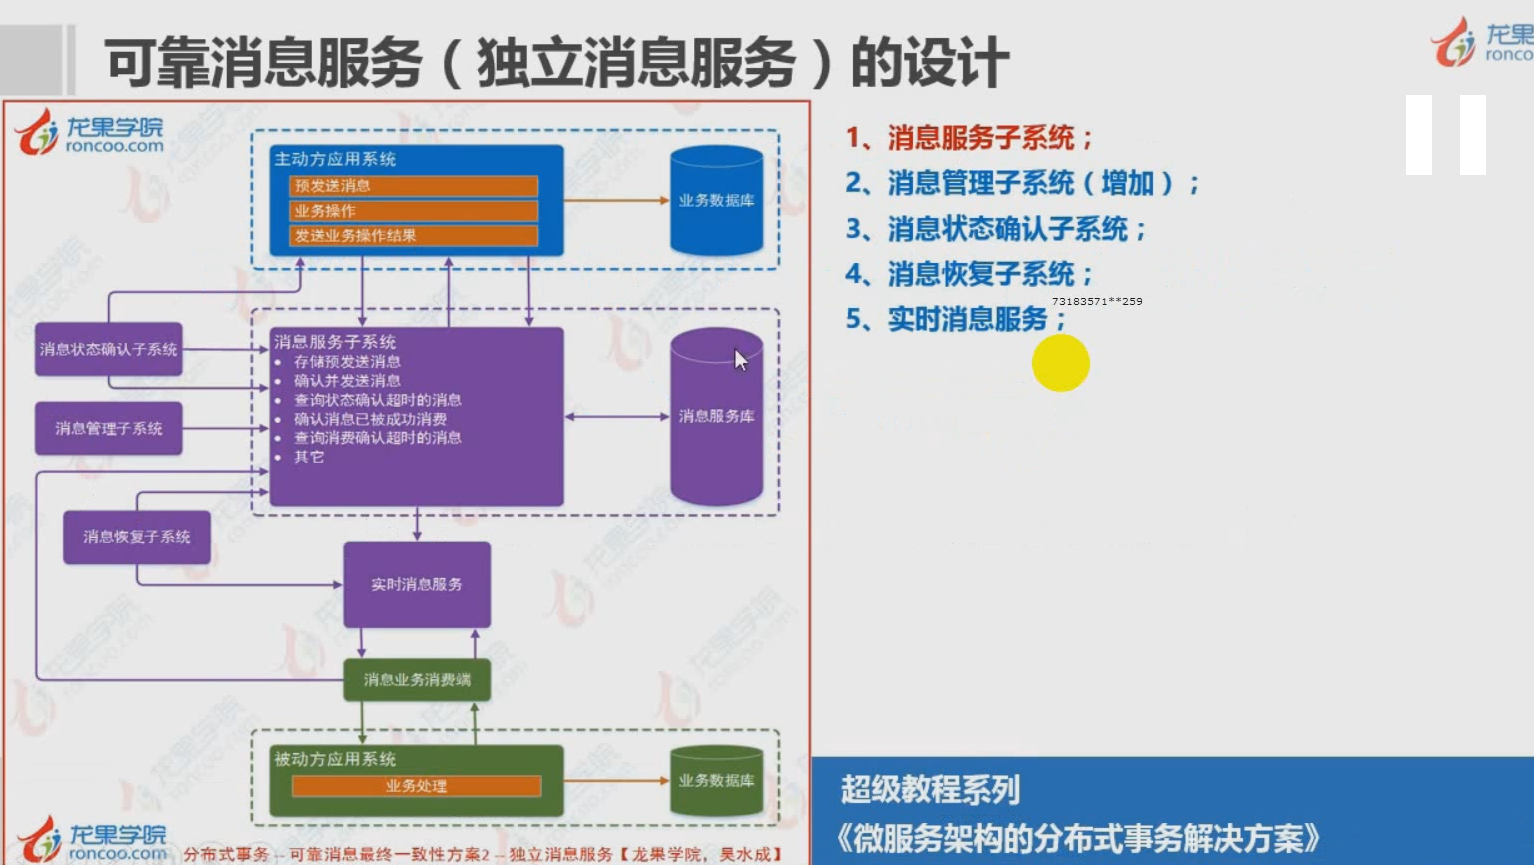 可靠消息服务（独立消息服务）的设计
龙果
ronco
龙果学院
roncoo.com
主动方应用系统
预发送消息
业务操作
发送业务操作结果
业务数据库
消息状态确认子系统
消息管理子系统
消息恢复子系统
消息服务子系统
• 存储预发送消息
• 确认并发送消息
• 查询状态确认超时的消息
• 确认消息已被成功消费
• 查询消费确认超时的消息
• 其它
消息服务库
实时消息服务
消息业务消费端
被动方应用系统
业务处理
业务数据库
龙果学院
roncoo.com
分布式事务 -- 可靠消息最终一致性方案2 -- 独立消息服务【龙果学院，吴水成】
1、消息服务子系统；
2、消息管理子系统（增加）；
3、消息状态确认子系统；
4、消息恢复子系统；
73183571**259
5、实时消息服务；
超级教程系列
《微服务架构的分布式事务解决方案》